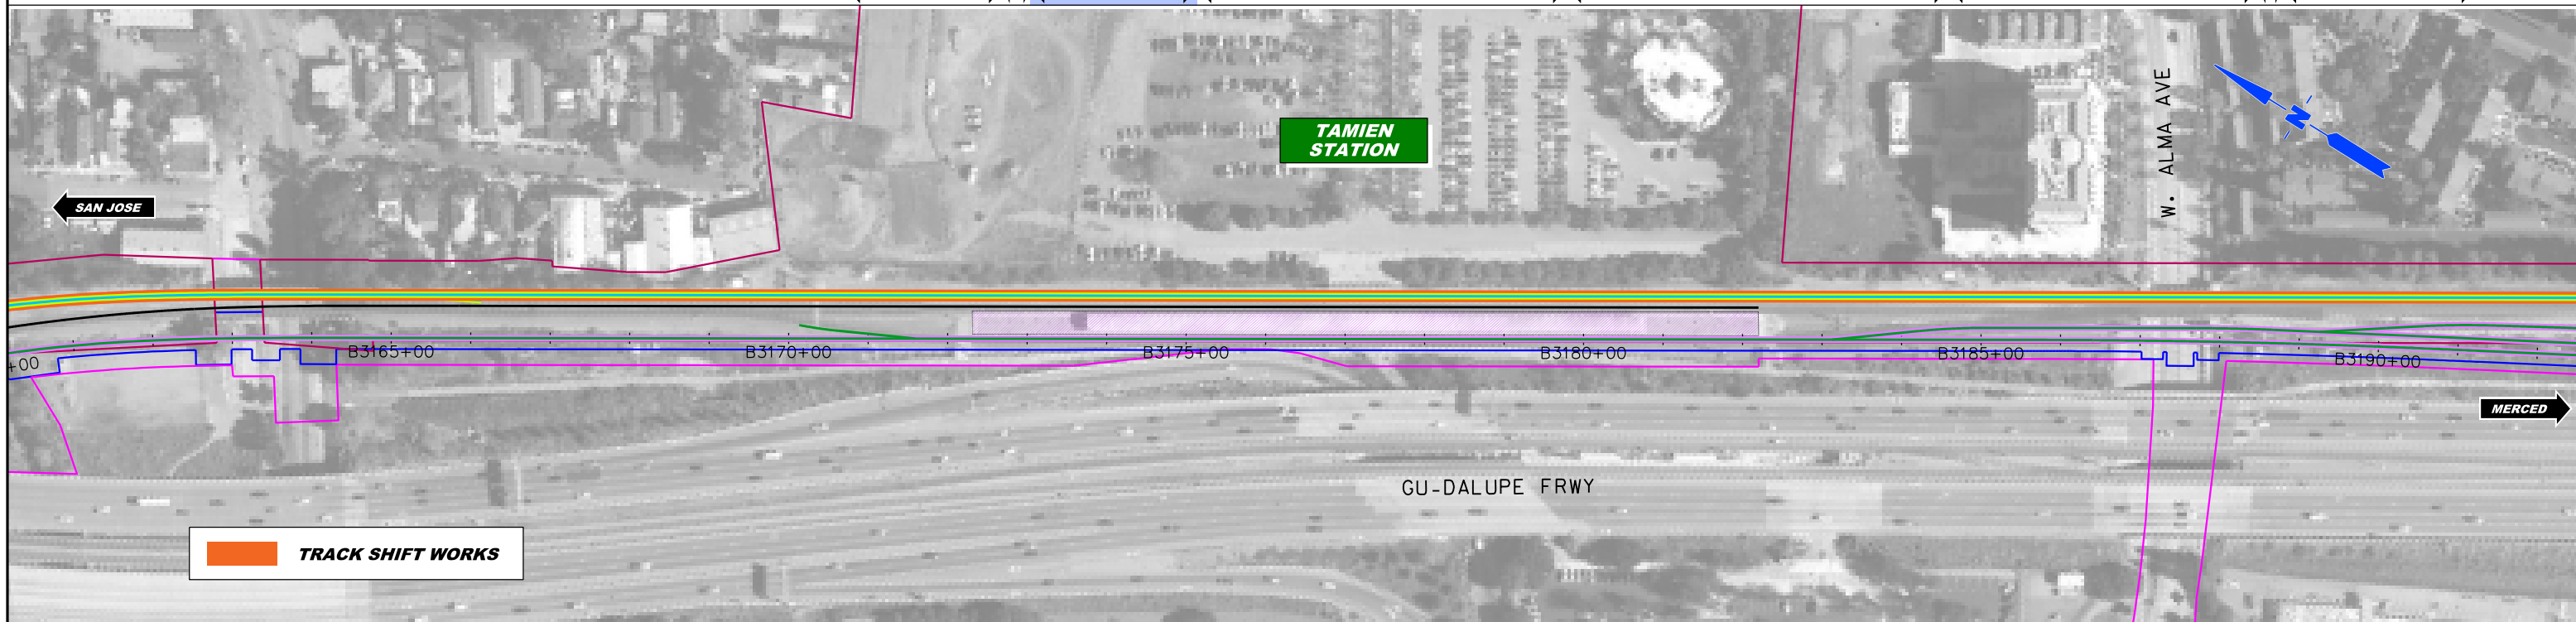 TAMIEN
STATION
W. ALMA AVE
N
SAN JOSE
+00
B3165+00
B3170+00
B3175+00
B3180+00
B3185+00
B3190+00
MERCED
GU-DALUPE FRWY
TRACK SHIFT WORKS